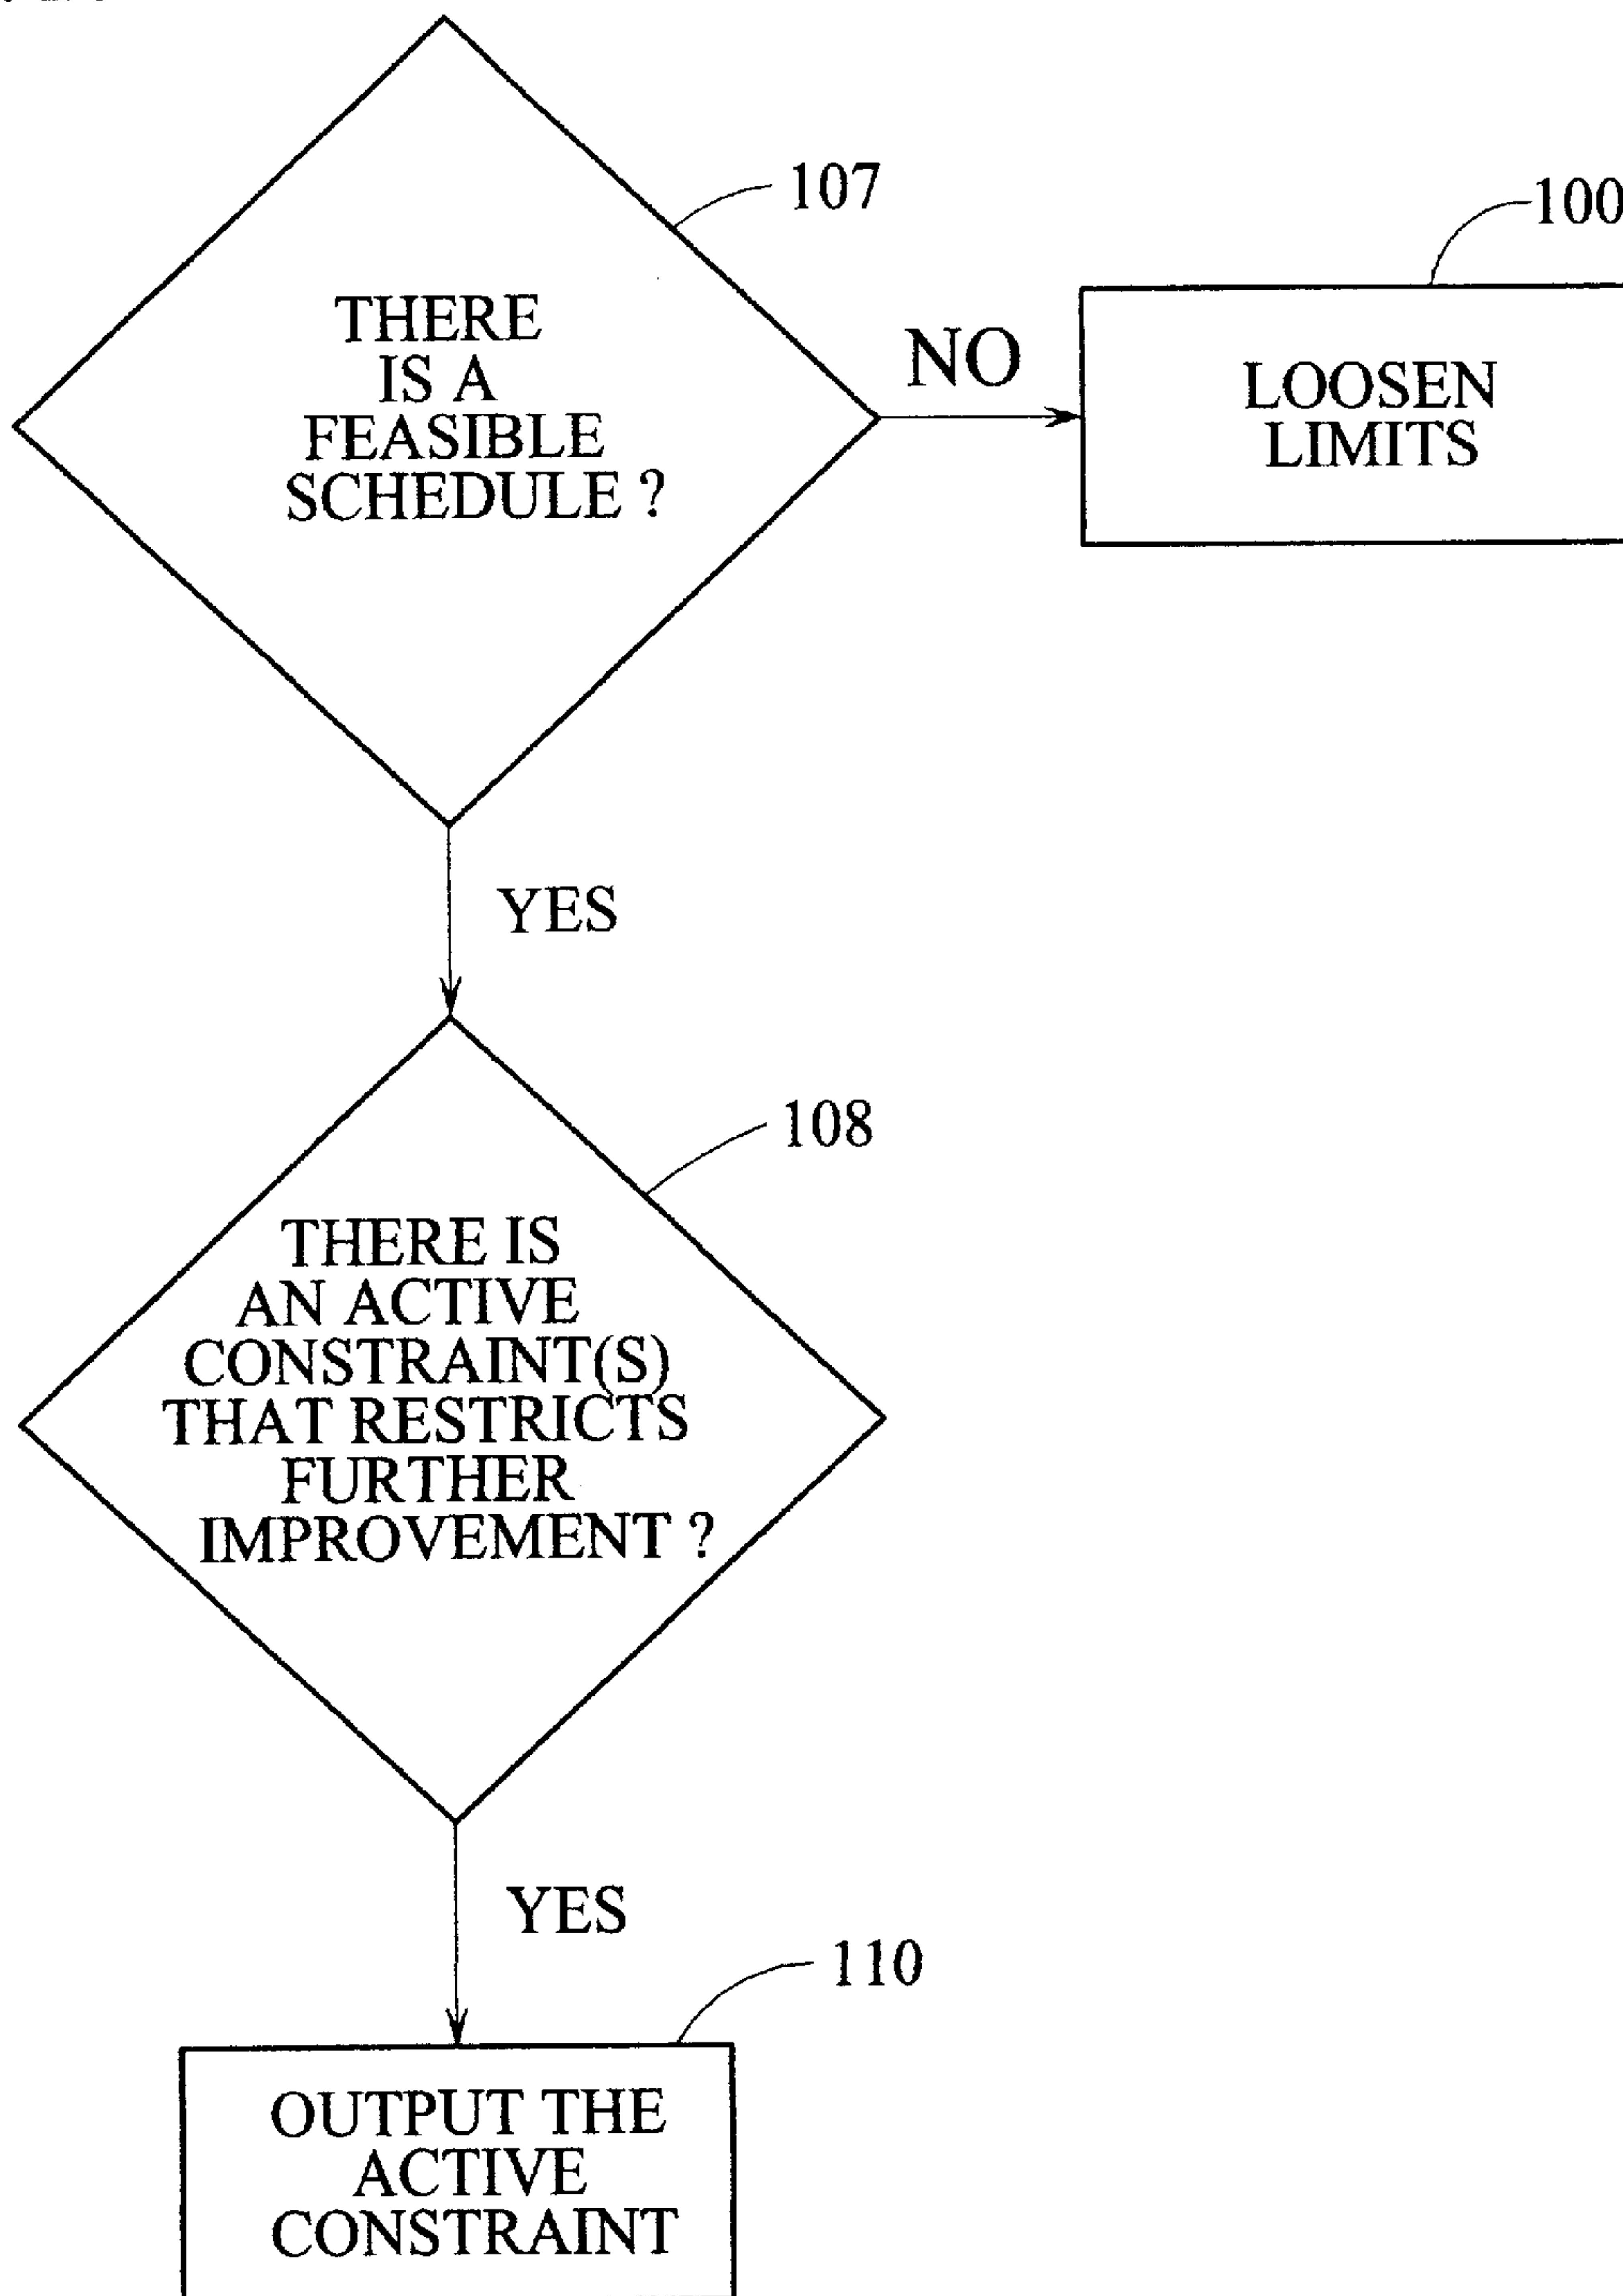 107
THERE
IS A
FEASIBLE
SCHEDULE ?
NO
100
LOOSEN
LIMITS
YES
108
THERE IS
AN ACTIVE
CONSTRAINT(S)
THAT RESTRICTS
FURTHER
IMPROVEMENT ?
YES
110
OUTPUT THE
ACTIVE
CONSTRAINT